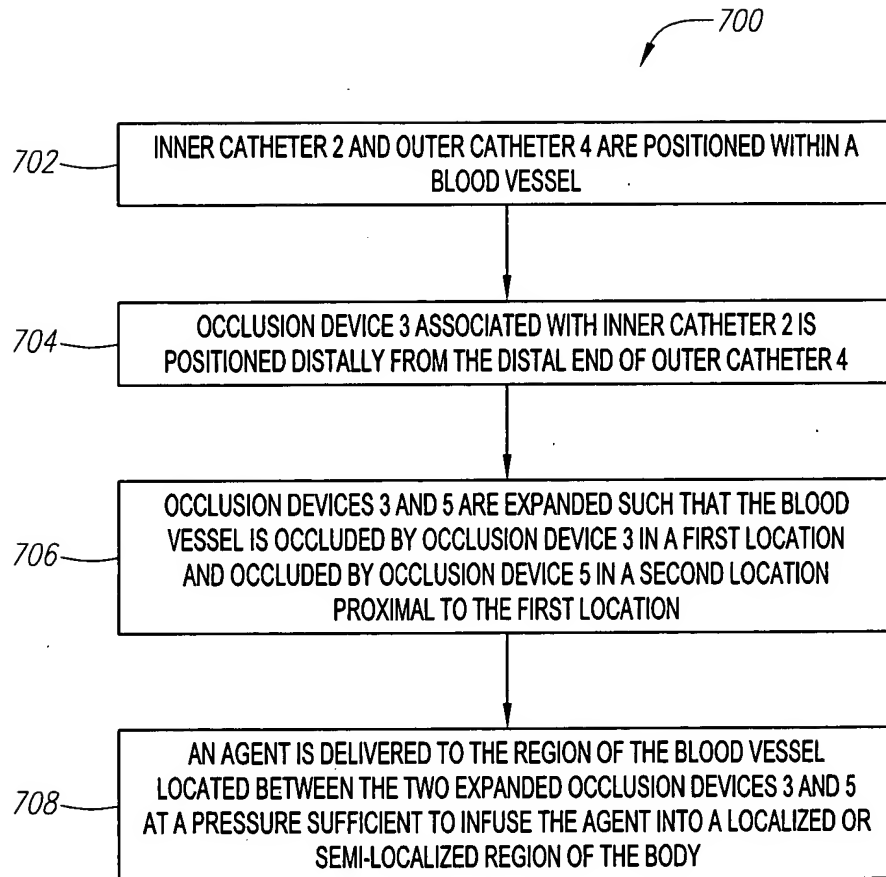 700
702
INNER CATHETER 2 AND OUTER CATHETER 4 ARE POSITIONED WITHIN A
BLOOD VESSEL
704
OCCLUSION DEVICE 3 ASSOCIATED WITH INNER CATHETER 2 IS
POSITIONED DISTALLY FROM THE DISTAL END OF OUTER CATHETER 4
706
OCCLUSION DEVICES 3 AND 5 ARE EXPANDED SUCH THAT THE BLOOD
VESSEL IS OCCLUDED BY OCCLUSION DEVICE 3 IN A FIRST LOCATION
AND OCCLUDED BY OCCLUSION DEVICE 5 IN A SECOND LOCATION
PROXIMAL TO THE FIRST LOCATION
708
AN AGENT IS DELIVERED TO THE REGION OF THE BLOOD VESSEL
LOCATED BETWEEN THE TWO EXPANDED OCCLUSION DEVICES 3 AND 5
AT A PRESSURE SUFFICIENT TO INFUSE THE AGENT INTO A LOCALIZED OR
SEMI-LOCALIZED REGION OF THE BODY